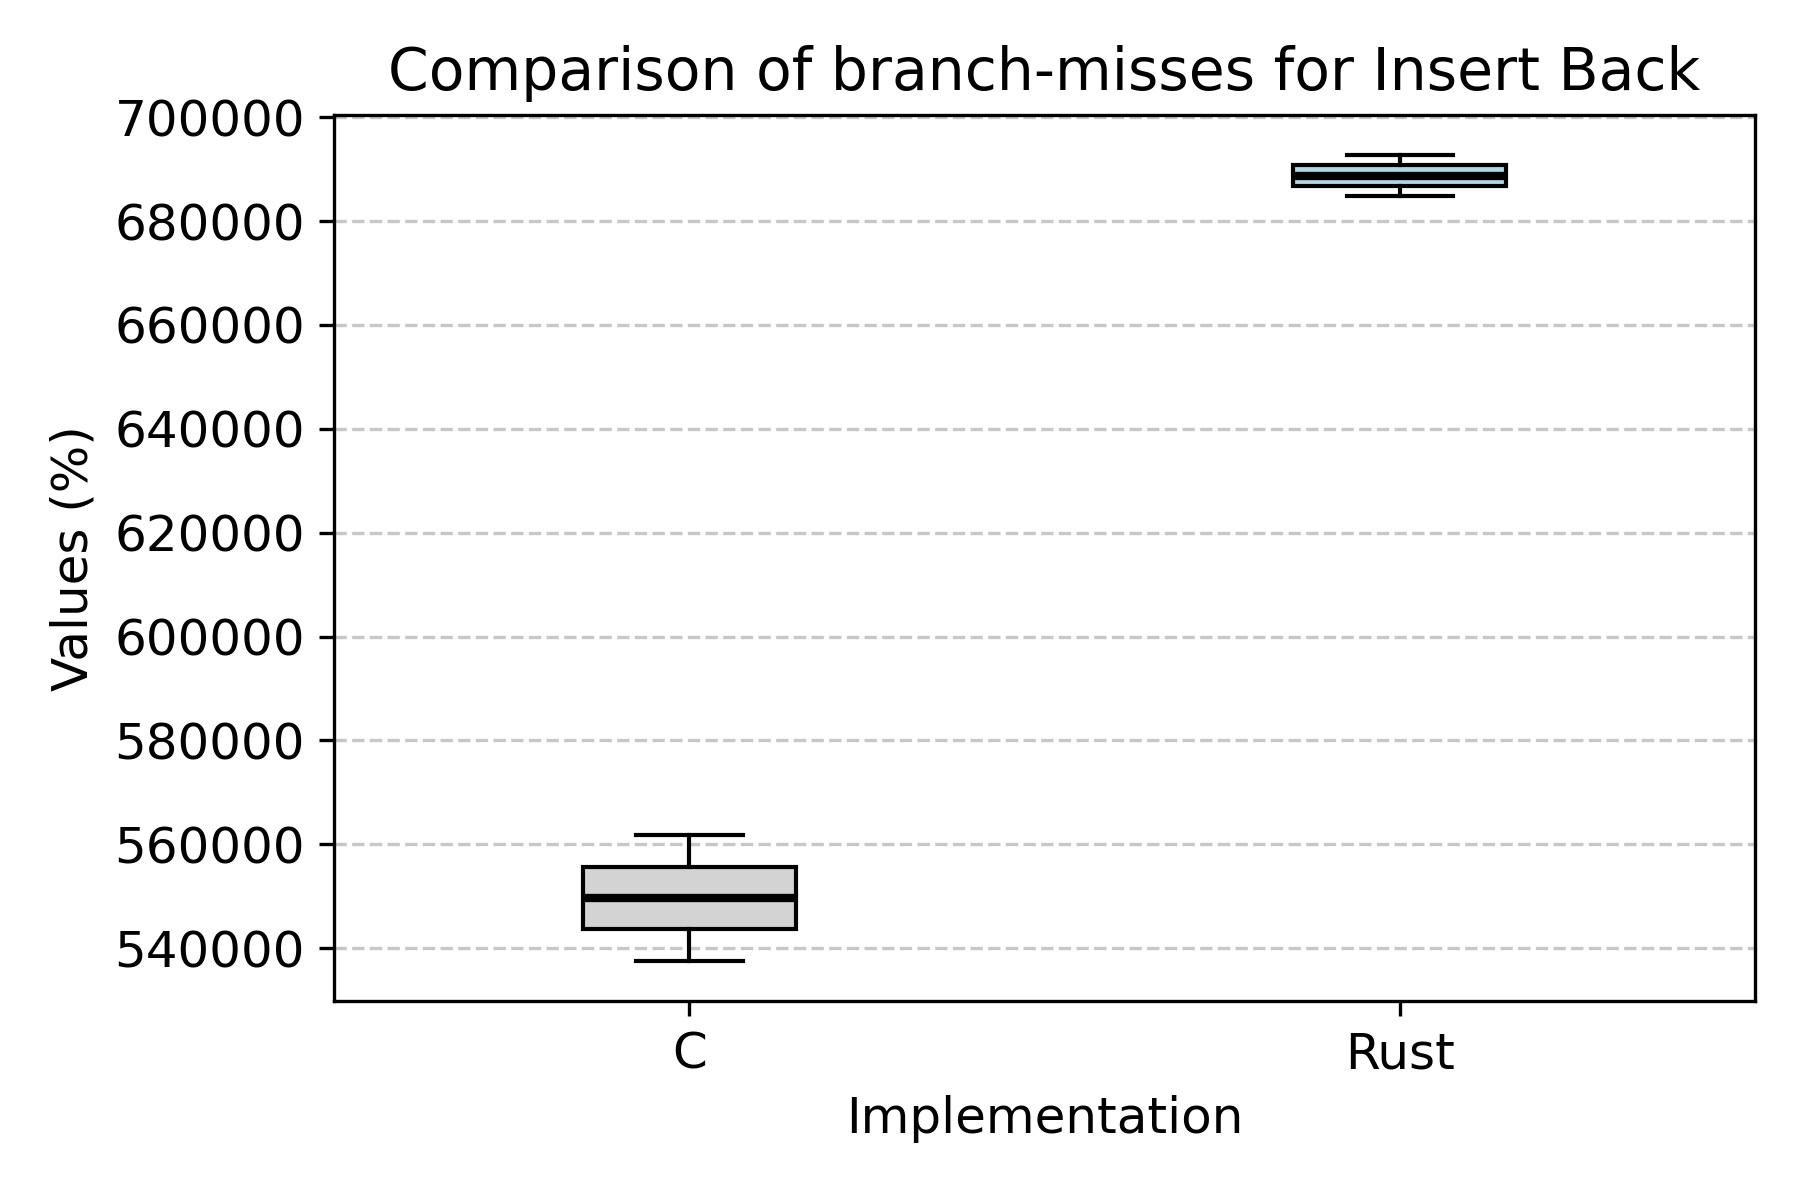 Comparison of branch-misses for Insert Back
Values (%)
700000
680000
660000
640000
620000
600000
580000
560000
540000
C
Rust
Implementation